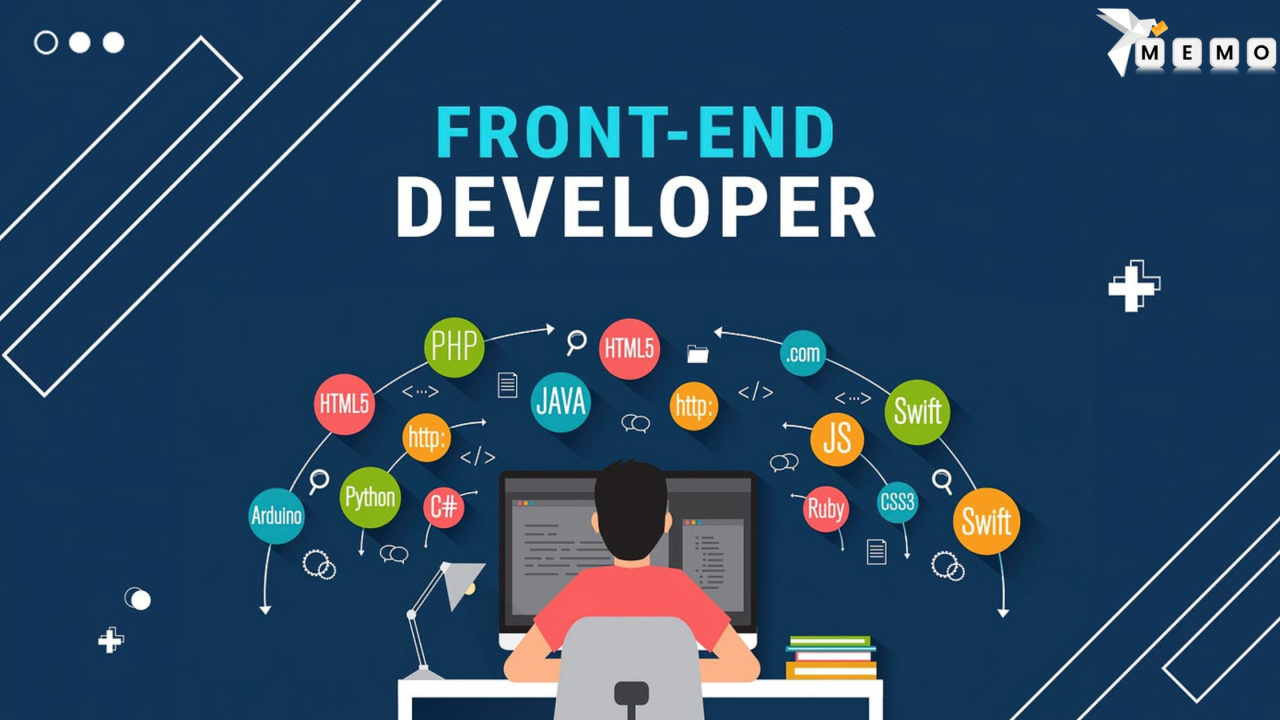 MEMO
FRONT-END
DEVELOPER
PHP
HTML5
.com
HTML5
JAVA
http:
Swift
http:
JS
Arduino
Python
C#
Ruby
CSS3
Swift